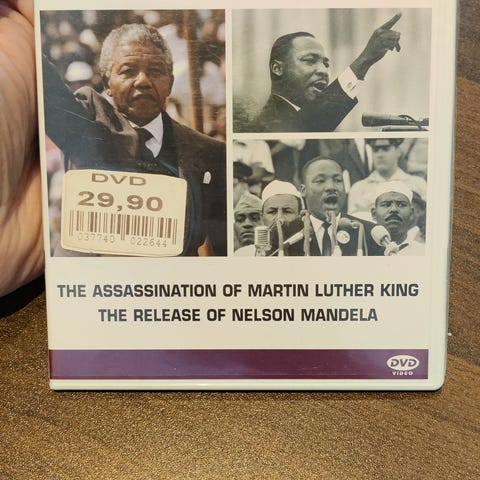 DVD
29,90
037740 022644
THE ASSASSINATION OF MARTIN LUTHER KING
THE RELEASE OF NELSON MANDELA
DVD
VIDEO